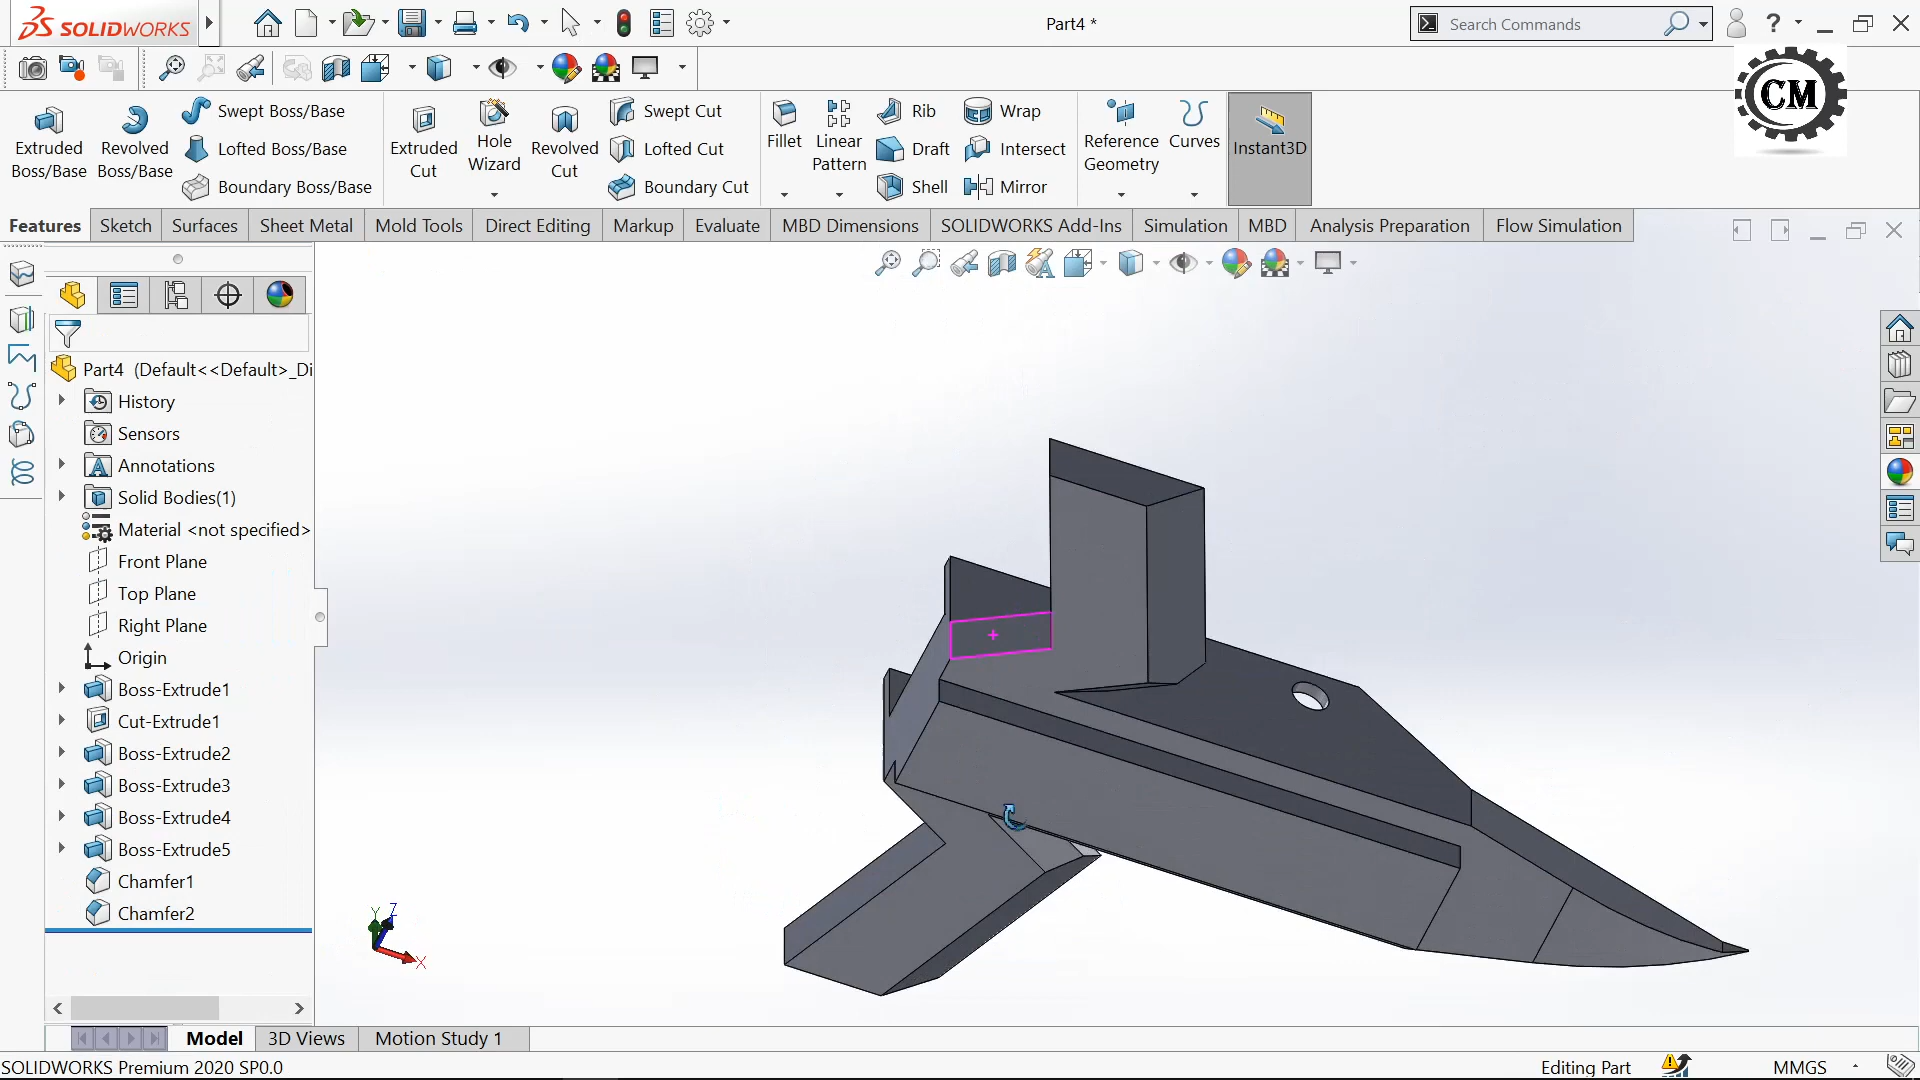 SOLIDWORKS
Part4 *
Search Commands
?
CM
Extruded Boss/Base
Revolved Boss/Base
Swept Boss/Base
Lofted Boss/Base
Boundary Boss/Base
Extruded Cut
Hole Wizard
Revolved Cut
Swept Cut
Lofted Cut
Boundary Cut
Fillet
Linear Pattern
Rib
Draft
Shell
Wrap
Intersect
Mirror
Reference Geometry
Curves
Instant3D
Features
Sketch
Surfaces
Sheet Metal
Mold Tools
Direct Editing
Markup
Evaluate
MBD Dimensions
SOLIDWORKS Add-Ins
Simulation
MBD
Analysis Preparation
Flow Simulation
Part4 (Default<<Default>_Di
History
Sensors
Annotations
Solid Bodies(1)
Material <not specified>
Front Plane
Top Plane
Right Plane
Origin
Boss-Extrude1
Cut-Extrude1
Boss-Extrude2
Boss-Extrude3
Boss-Extrude4
Boss-Extrude5
Chamfer1
Chamfer2
Y
Z
X
Model
3D Views
Motion Study 1
SOLIDWORKS Premium 2020 SP0.0
Editing Part
MMGS